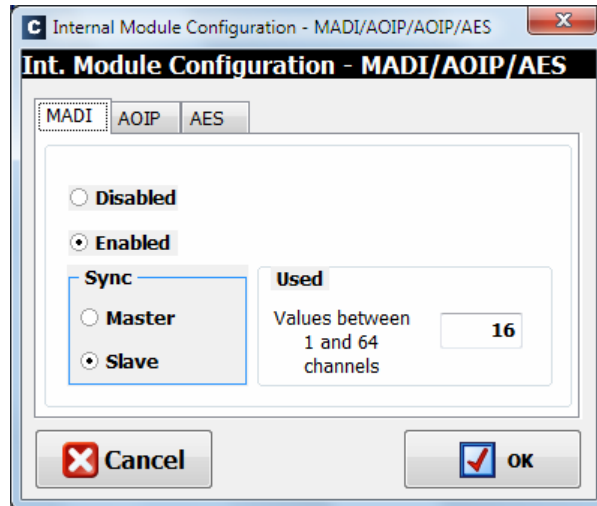 C Internal Module Configuration - MADI/AOIP/AOIP/AES X
Int. Module Configuration - MADI/AOIP/AES
MADI AOIP AES
Disabled
Enabled
Sync
Master
Slave
Used
Values between
1 and 64
channels
16
Cancel
OK